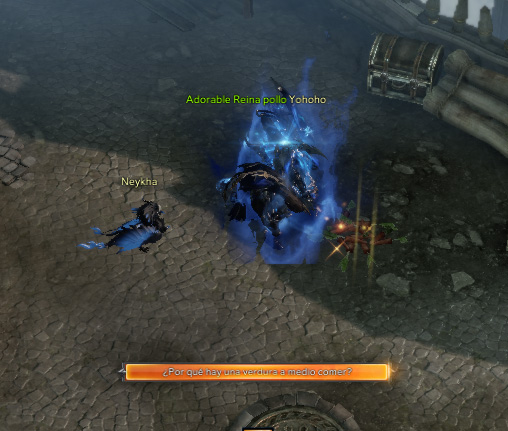 Adorable Reina pollo Yohoho
Neykha
¿Por qué hay una verdura a medio comer?